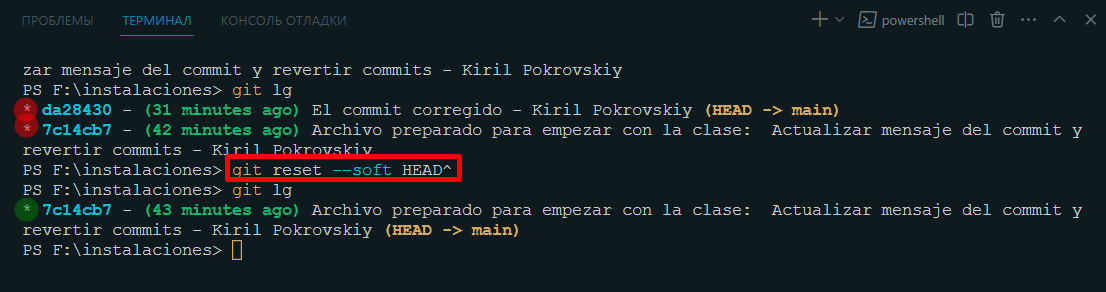 ПРОБЛЕМЫ ТЕРМИНАЛ КОНСОЛЬ ОТЛАДКИ powershell
zar mensaje del commit y revertir commits - Kiril Pokrovskiy
PS F:\instalaciones> git lg
* da28430 - (31 minutes ago) El commit corregido - Kiril Pokrovskiy (HEAD -> main)
* 7c14cb7 - (42 minutes ago) Archivo preparado para empezar con la clase:  Actualizar mensaje del commit y
revertir commits - Kiril Pokrovskiy
PS F:\instalaciones> git reset --soft HEAD^
PS F:\instalaciones> git lg
* 7c14cb7 - (43 minutes ago) Archivo preparado para empezar con la clase:  Actualizar mensaje del commit y
revertir commits - Kiril Pokrovskiy (HEAD -> main)
PS F:\instalaciones>